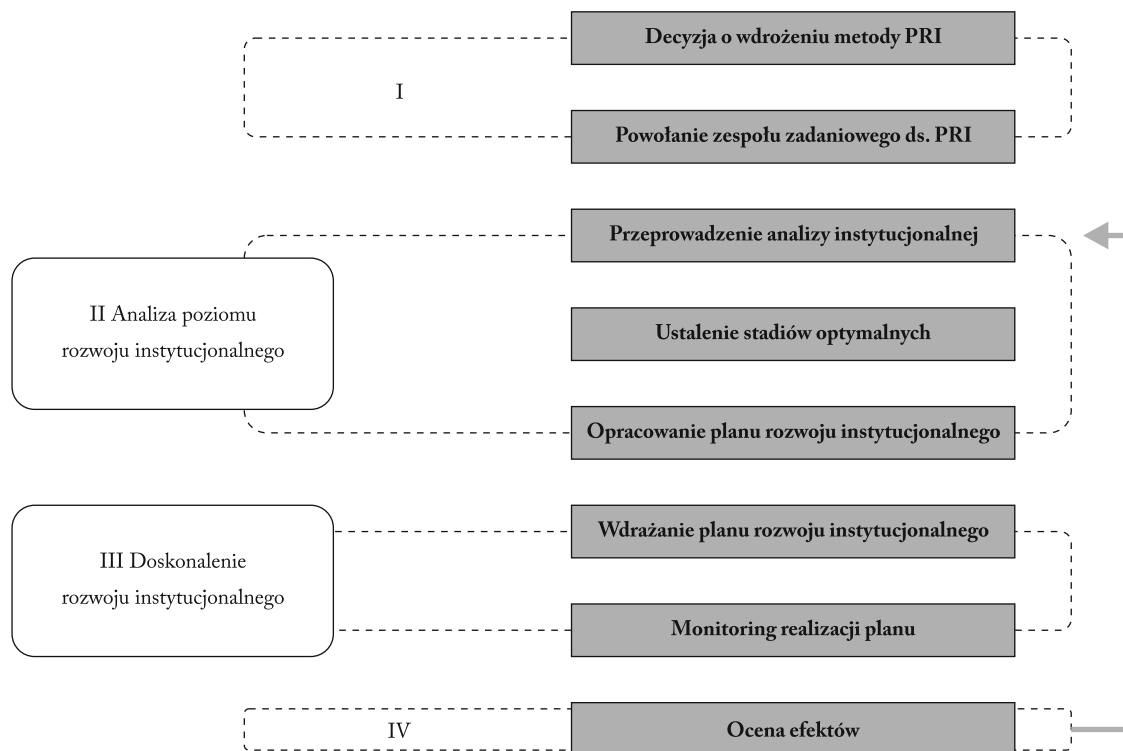 Decyzja o wdrożeniu metody PRI
I
Powołanie zespołu zadaniowego ds. PRI
Przeprowadzenie analizy instytucjonalnej
II Analiza poziomu
rozwoju instytucjonalnego
Ustalenie stadiów optymalnych
Opracowanie planu rozwoju instytucjonalnego
Wdrażanie planu rozwoju instytucjonalnego
III Doskonalenie
rozwoju instytucjonalnego
Monitoring realizacji planu
IV
Ocena efektów